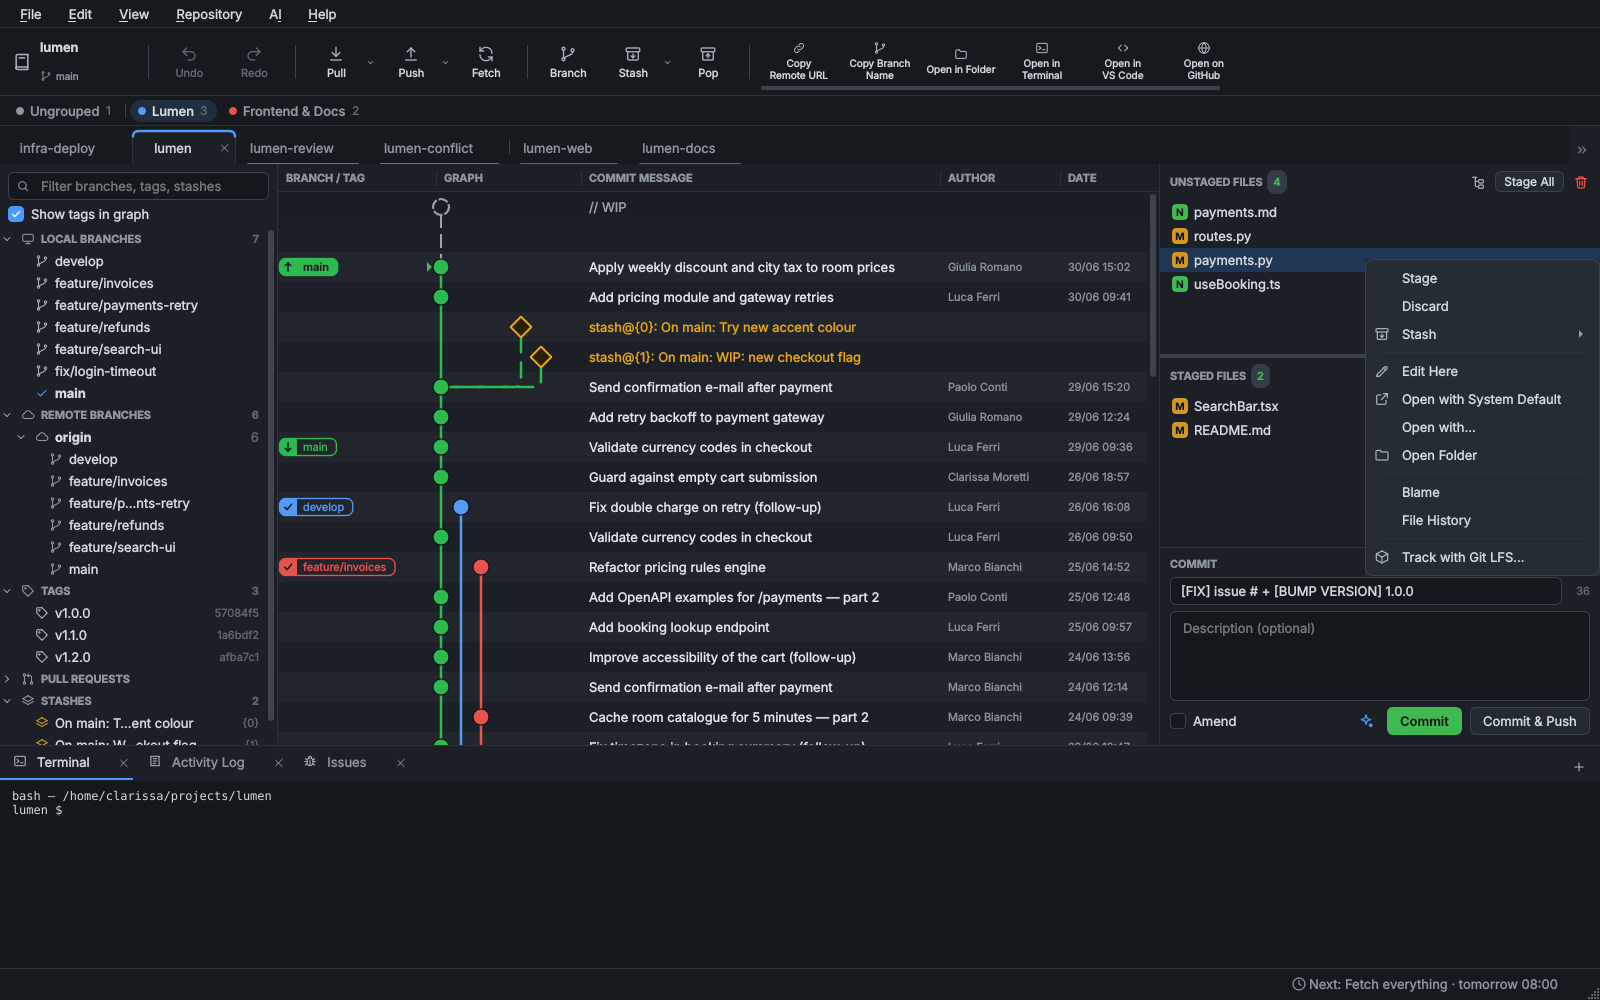 File Edit View Repository AI Help
lumen
main
Undo Redo Pull Push Fetch Branch Stash Pop
Copy Remote URL
Copy Branch Name
Open in Folder
Open in Terminal
Open in VS Code
Open on GitHub
Ungrouped 1 Lumen 3 Frontend & Docs 2
infra-deploy lumen lumen-review lumen-conflict lumen-web lumen-docs
Filter branches, tags, stashes
Show tags in graph
LOCAL BRANCHES 7
develop
feature/invoices
feature/payments-retry
feature/refunds
feature/search-ui
fix/login-timeout
main
REMOTE BRANCHES 6
origin 6
develop
feature/invoices
feature/p...nts-retry
feature/refunds
feature/search-ui
main
TAGS 3
v1.0.0 57084f5
v1.1.0 1a6bdf2
v1.2.0 afba7c1
PULL REQUESTS
STASHES 2
On main: T...ent colour {0}
On main: W...ckout flag {1}
BRANCH / TAG GRAPH COMMIT MESSAGE AUTHOR DATE
// WIP
main Apply weekly discount and city tax to room prices Giulia Romano 30/06 15:02
Add pricing module and gateway retries Luca Ferri 30/06 09:41
stash@{0}: On main: Try new accent colour
stash@{1}: On main: WIP: new checkout flag
Send confirmation e-mail after payment Paolo Conti 29/06 15:20
Add retry backoff to payment gateway Giulia Romano 29/06 12:24
main Validate currency codes in checkout Luca Ferri 29/06 09:36
Guard against empty cart submission Clarissa Moretti 26/06 18:57
develop Fix double charge on retry (follow-up) Luca Ferri 26/06 16:08
Validate currency codes in checkout Luca Ferri 26/06 09:50
feature/invoices Refactor pricing rules engine Marco Bianchi 25/06 14:52
Add OpenAPI examples for /payments — part 2 Paolo Conti 25/06 12:48
Add booking lookup endpoint Luca Ferri 25/06 09:57
Improve accessibility of the cart (follow-up) Marco Bianchi 24/06 13:56
Send confirmation e-mail after payment Marco Bianchi 24/06 12:14
Cache room catalogue for 5 minutes — part 2 Marco Bianchi 24/06 09:39
Fix timezone in booking summary (follow-up) Luca Ferri
UNSTAGED FILES 4 Stage All
N payments.md
M routes.py
M payments.py
N useBooking.ts
STAGED FILES 2
M SearchBar.tsx
M README.md
Stage
Discard
Stash
Edit Here
Open with System Default
Open with...
Open Folder
Blame
File History
Track with Git LFS...
COMMIT
[FIX] issue # + [BUMP VERSION] 1.0.0 36
Description (optional)
Amend Commit Commit & Push
Terminal Activity Log Issues
bash — /home/clarissa/projects/lumen
lumen $
Next: Fetch everything · tomorrow 08:00